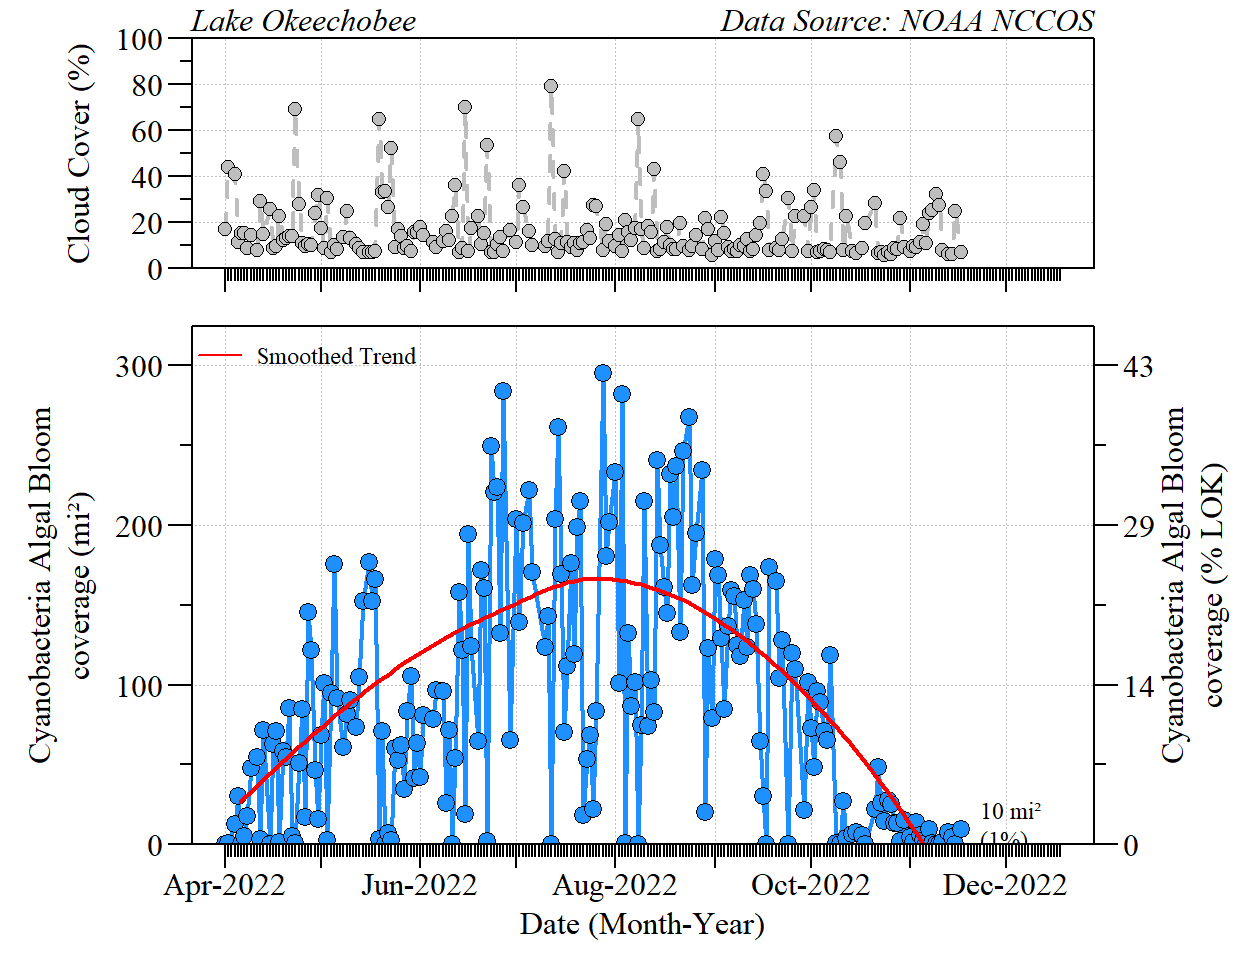 Lake Okeechobee
Data Source: NOAA NCCOS
Cloud Cover (%)
100
80
60
40
20
0
Smoothed Trend
Cyanobacteria Algal Bloom
coverage (mi²)
300
200
100
0
43
29
14
0
Cyanobacteria Algal Bloom
coverage (% LOK)
10 mi²
(1%)
Apr-2022
Jun-2022
Aug-2022
Oct-2022
Dec-2022
Date (Month-Year)